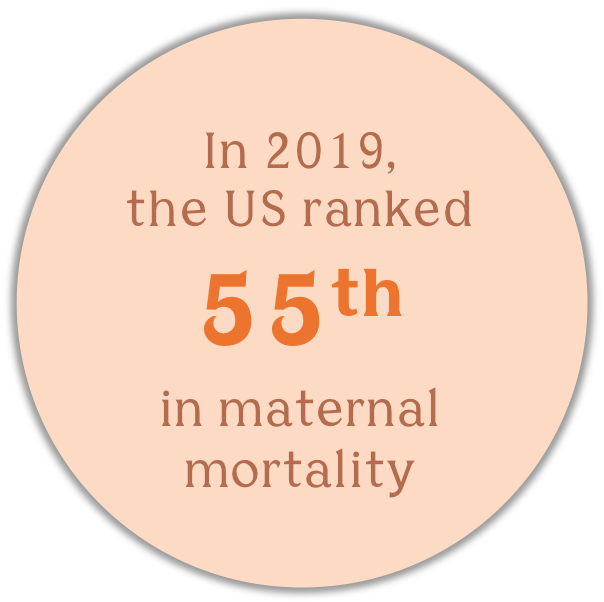 In 2019,
the US ranked
55th
in maternal
mortality